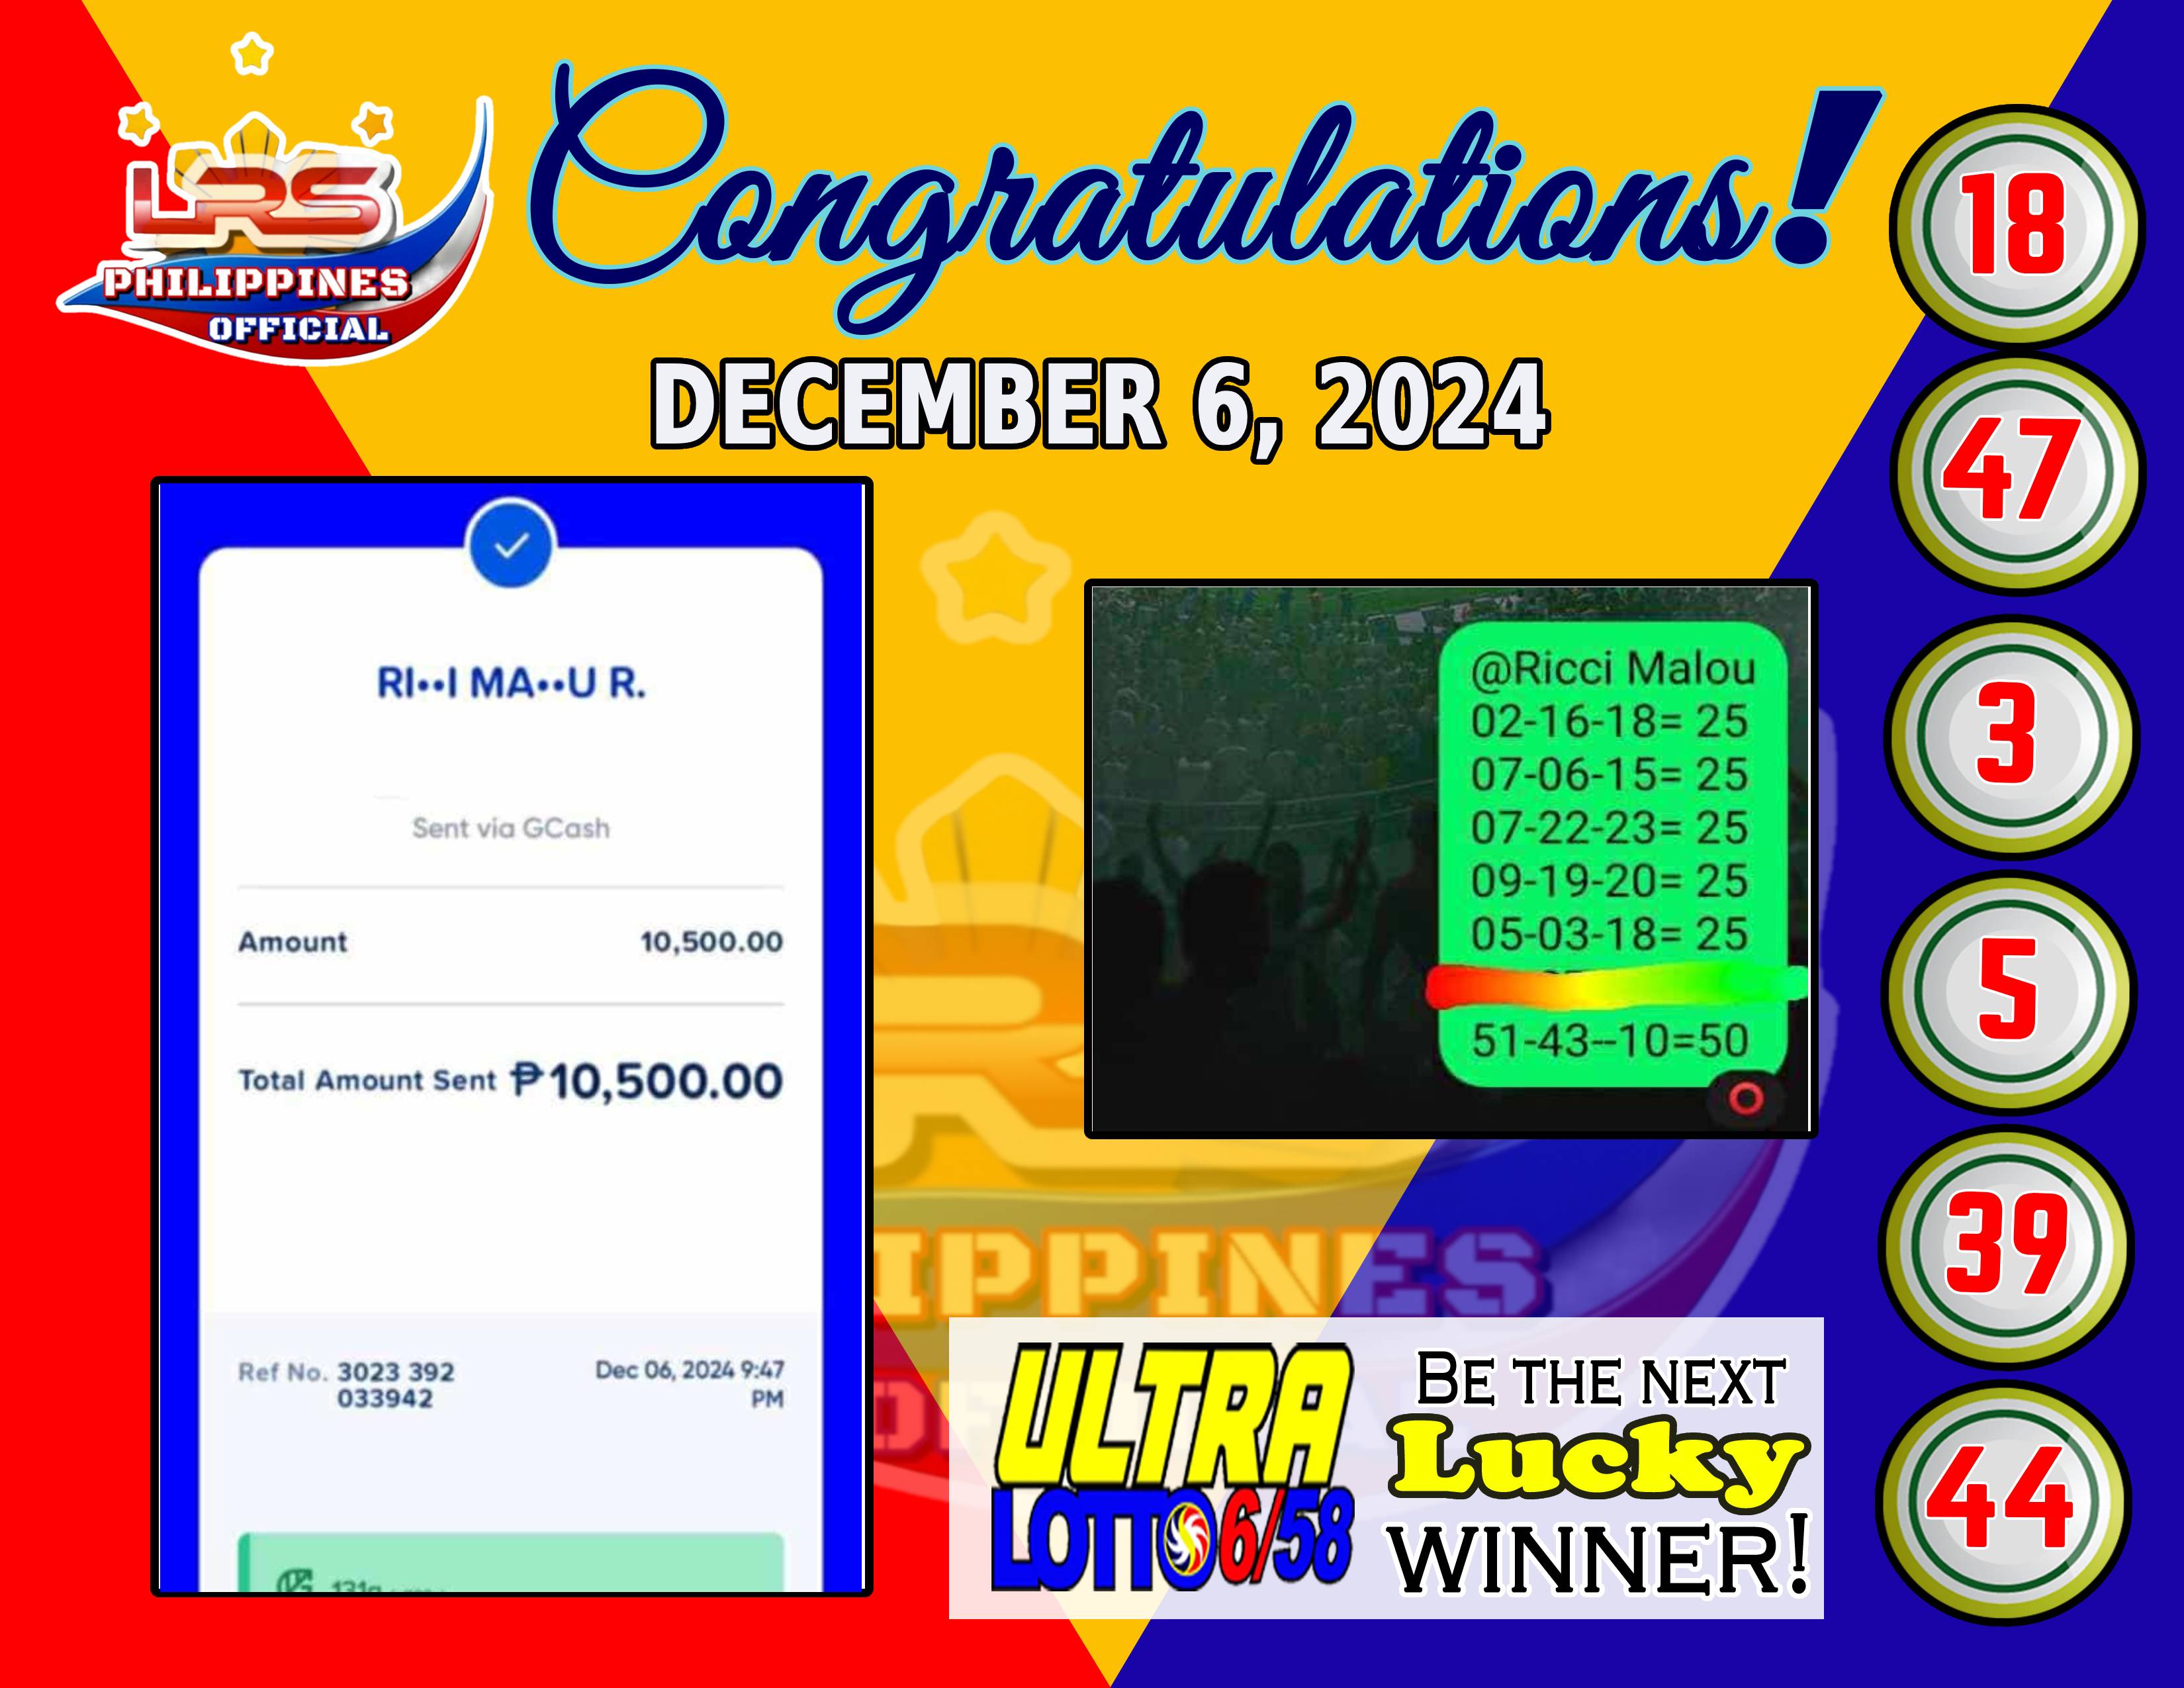 LRS
PHILIPPINES
OFFICIAL
Congratulations!
DECEMBER 6, 2024
RI••I MA••U R.
Sent via GCash
Amount 10,500.00
Total Amount Sent ₱10,500.00
Ref No. 3023 392
033942
Dec 06, 2024 9:47
PM
131g
@Ricci Malou
02-16-18= 25
07-06-15= 25
07-22-23= 25
09-19-20= 25
05-03-18= 25
51-43--10=50
IPPINES
ULTRA
LOTTO 6/58
BE THE NEXT
Lucky
WINNER!
18
47
3
5
39
44